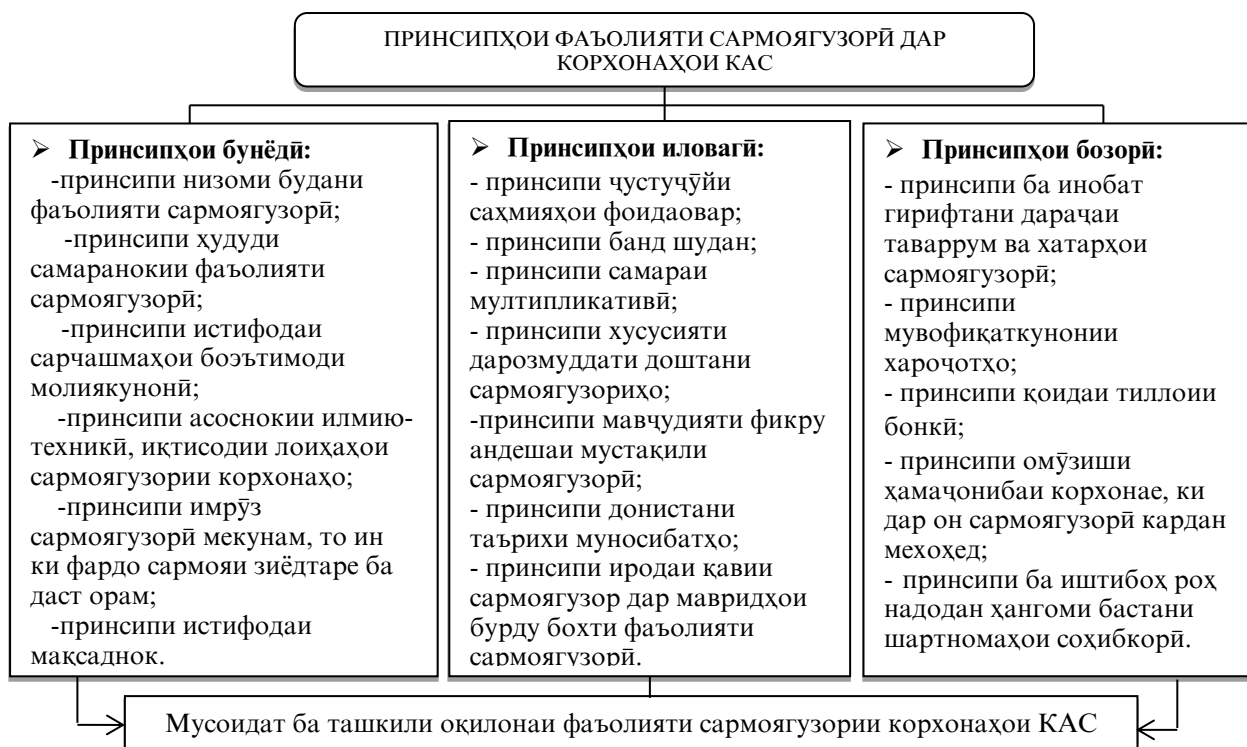 ПРИНСИПҲОИ ФАЪОЛИЯТИ САРМОЯГУЗОРӢ ДАР
КОРХОНАҲОИ КАС
➢ Принсипҳои бунёдӣ:
-принсипи низоми будани
фаъолияти сармоягузорӣ;
-принсипи ҳудуди
самаранокии фаъолияти
сармоягузорӣ;
-принсипи истифодаи
сарчашмаҳои боэътимоди
молиякунонӣ;
-принсипи асоснокии илмию-
техникӣ, иқтисодии лоиҳаҳои
сармоягузории корхонаҳо;
-принсипи имрӯз
сармоягузорӣ мекунам, то ин
ки фардо сармояи зиёдтаре ба
даст орам;
-принсипи истифодаи
мақсаднок.
➢ Принсипҳои иловагӣ:
- принсипи ҷустуҷӯйи
саҳмияҳои фоидаовар;
- принсипи банд шудан;
- принсипи самараи
мултипликативӣ;
- принсипи хусусияти
дарозмуддати доштани
сармоягузориҳо;
-принсипи мавҷудияти фикру
андешаи мустақили
сармоягузорӣ;
- принсипи донистани
таърихи муносибатҳо;
- принсипи иродаи қавии
сармоягузор дар мавридҳои
бурду бохти фаъолияти
сармоягузорӣ.
➢ Принсипҳои бозорӣ:
- принсипи ба инобат
гирифтани дараҷаи
таваррум ва хатарҳои
сармоягузорӣ;
- принсипи
мувофиқаткунонии
хароҷотҳо;
- принсипи қоидаи тиллоии
бонкӣ;
- принсипи омӯзиши
ҳамаҷонибаи корхонае, ки
дар он сармоягузорӣ кардан
мехоҳед;
- принсипи ба иштибоҳ роҳ
надодан ҳангоми бастани
шартномаҳои соҳибкорӣ.
Мусоидат ба ташкили оқилонаи фаъолияти сармоягузории корхонаҳои КАС